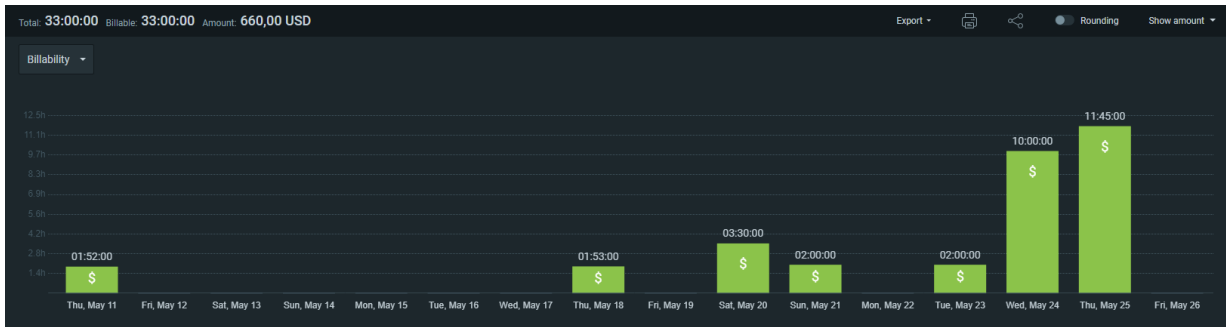 Total: 33:00:00 Billable: 33:00:00 Amount: 660,00 USD Export Rounding Show amount
Billability
12.5h
11:45:00
11.1h
10:00:00
$
9.7h
8.3h
$
6.9h
5.6h
4.2h
03:30:00
2.8h
01:52:00 01:53:00 $ 02:00:00 02:00:00
1.4h
$ $ $ $
Thu, May 11 Fri, May 12 Sat, May 13 Sun, May 14 Mon, May 15 Tue, May 16 Wed, May 17 Thu, May 18 Fri, May 19 Sat, May 20 Sun, May 21 Mon, May 22 Tue, May 23 Wed, May 24 Thu, May 25 Fri, May 26